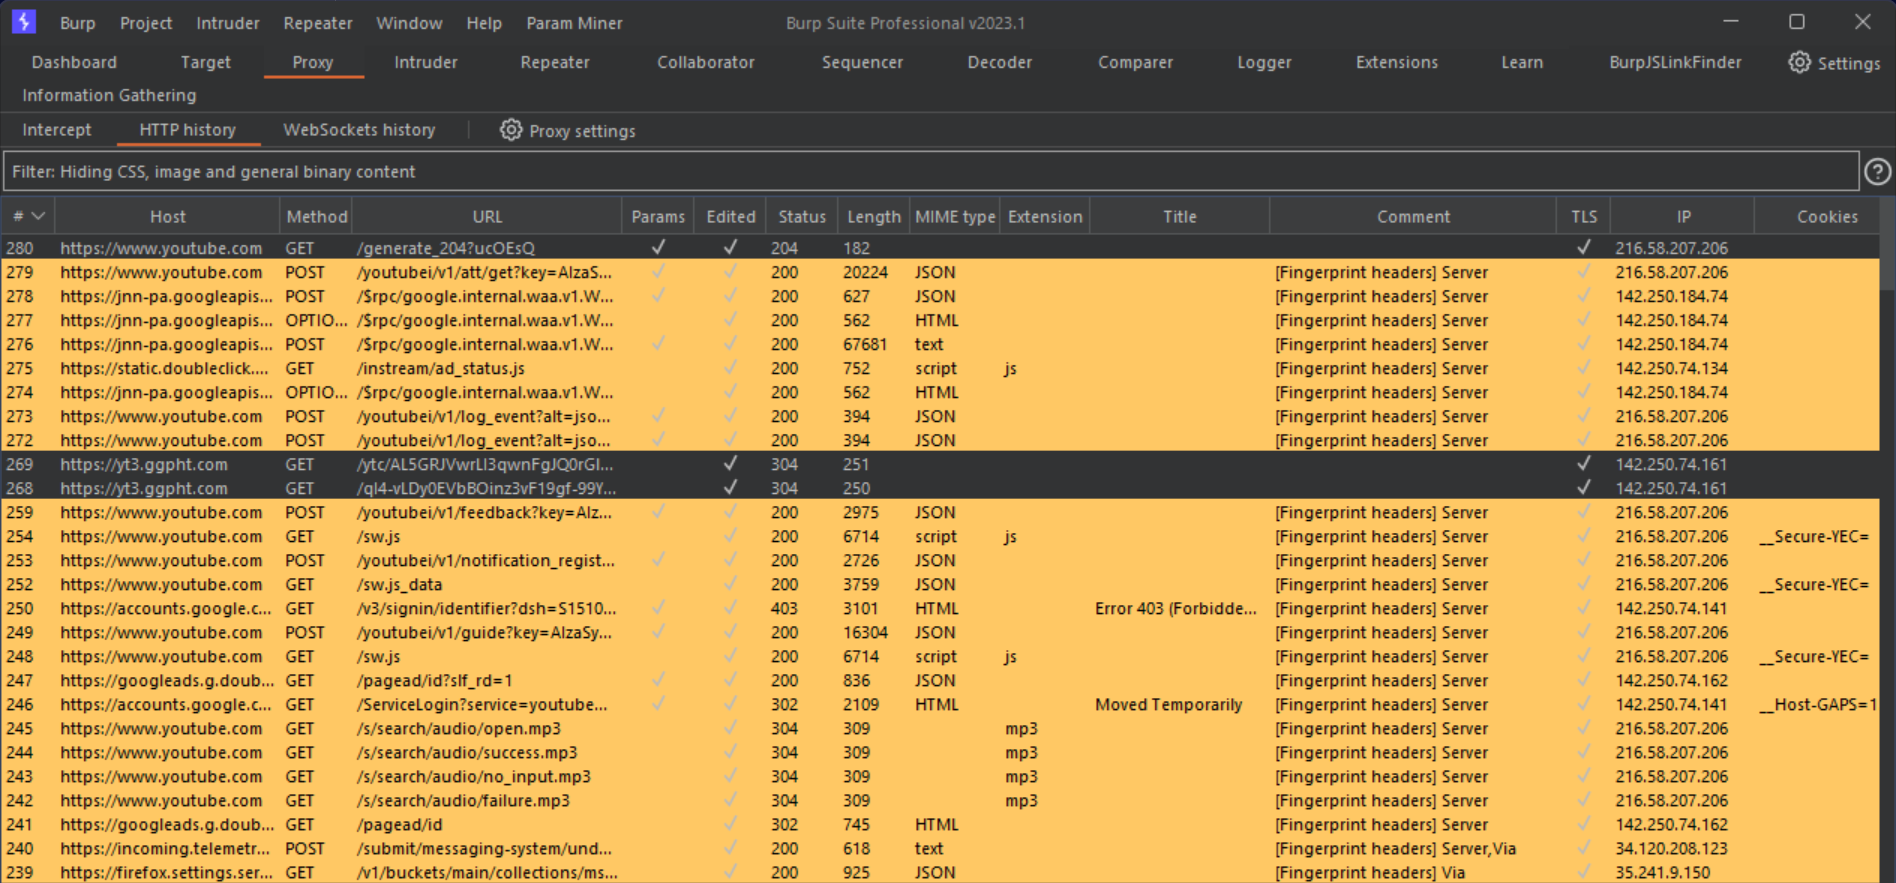 Burp Project Intruder Repeater Window Help Param Miner Burp Suite Professional v2023.1
Dashboard Target Proxy Intruder Repeater Collaborator Sequencer Decoder Comparer Logger Extensions Learn BurpJSLinkFinder Settings
Information Gathering
Intercept HTTP history WebSockets history Proxy settings
Filter: Hiding CSS, image and general binary content ?
# Host Method URL Params Edited Status Length MIME type Extension Title Comment TLS IP Cookies
280 https://www.youtube.com GET /generate_204?ucOEsQ ✓ ✓ 204 182 ✓ 216.58.207.206
279 https://www.youtube.com POST /youtubei/v1/att/get?key=AIzaS... ✓ ✓ 200 20224 JSON [Fingerprint headers] Server ✓ 216.58.207.206
278 https://jnn-pa.googleapis... POST /$rpc/google.internal.waa.v1.W... ✓ ✓ 200 627 JSON [Fingerprint headers] Server ✓ 142.250.184.74
277 https://jnn-pa.googleapis... OPTIO... /$rpc/google.internal.waa.v1.W... ✓ 200 562 HTML [Fingerprint headers] Server ✓ 142.250.184.74
276 https://jnn-pa.googleapis... POST /$rpc/google.internal.waa.v1.W... ✓ ✓ 200 67681 text [Fingerprint headers] Server ✓ 142.250.184.74
275 https://static.doubleclick.... GET /instream/ad_status.js ✓ 200 752 script js [Fingerprint headers] Server ✓ 142.250.74.134
274 https://jnn-pa.googleapis... OPTIO... /$rpc/google.internal.waa.v1.W... ✓ 200 562 HTML [Fingerprint headers] Server ✓ 142.250.184.74
273 https://www.youtube.com POST /youtubei/v1/log_event?alt=jso... ✓ ✓ 200 394 JSON [Fingerprint headers] Server ✓ 216.58.207.206
272 https://www.youtube.com POST /youtubei/v1/log_event?alt=jso... ✓ ✓ 200 394 JSON [Fingerprint headers] Server ✓ 216.58.207.206
269 https://yt3.ggpht.com GET /ytc/AL5GRJVwrLl3qwnFgJQ0rGI... ✓ 304 251 ✓ 142.250.74.161
268 https://yt3.ggpht.com GET /ql4-vLDy0EVbBOinz3vF19gf-99Y... ✓ 304 250 ✓ 142.250.74.161
259 https://www.youtube.com POST /youtubei/v1/feedback?key=AIz... ✓ ✓ 200 2975 JSON [Fingerprint headers] Server ✓ 216.58.207.206
254 https://www.youtube.com GET /sw.js ✓ 200 6714 script js [Fingerprint headers] Server ✓ 216.58.207.206 __Secure-YEC=
253 https://www.youtube.com POST /youtubei/v1/notification_regist... ✓ ✓ 200 2726 JSON [Fingerprint headers] Server ✓ 216.58.207.206
252 https://www.youtube.com GET /sw.js_data ✓ 200 3759 JSON [Fingerprint headers] Server ✓ 216.58.207.206 __Secure-YEC=
250 https://accounts.google.c... GET /v3/signin/identifier?dsh=S1510... ✓ ✓ 403 3101 HTML Error 403 (Forbidde... [Fingerprint headers] Server ✓ 142.250.74.141
249 https://www.youtube.com POST /youtubei/v1/guide?key=AIzaSy... ✓ ✓ 200 16304 JSON [Fingerprint headers] Server ✓ 216.58.207.206
248 https://www.youtube.com GET /sw.js ✓ 200 6714 script js [Fingerprint headers] Server ✓ 216.58.207.206 __Secure-YEC=
247 https://googleads.g.doub... GET /pagead/id?slf_rd=1 ✓ ✓ 200 836 JSON [Fingerprint headers] Server ✓ 142.250.74.162
246 https://accounts.google.c... GET /ServiceLogin?service=youtube... ✓ ✓ 302 2109 HTML Moved Temporarily [Fingerprint headers] Server ✓ 142.250.74.141 __Host-GAPS=1
245 https://www.youtube.com GET /s/search/audio/open.mp3 ✓ 304 309 mp3 [Fingerprint headers] Server ✓ 216.58.207.206
244 https://www.youtube.com GET /s/search/audio/success.mp3 ✓ 304 309 mp3 [Fingerprint headers] Server ✓ 216.58.207.206
243 https://www.youtube.com GET /s/search/audio/no_input.mp3 ✓ 304 309 mp3 [Fingerprint headers] Server ✓ 216.58.207.206
242 https://www.youtube.com GET /s/search/audio/failure.mp3 ✓ 304 309 mp3 [Fingerprint headers] Server ✓ 216.58.207.206
241 https://googleads.g.doub... GET /pagead/id ✓ 302 745 HTML [Fingerprint headers] Server ✓ 142.250.74.162
240 https://incoming.telemetr... POST /submit/messaging-system/und... ✓ 200 618 text [Fingerprint headers] Server,Via ✓ 34.120.208.123
239 https://firefox.settings.ser... GET /v1/buckets/main/collections/ms... ✓ 200 925 JSON [Fingerprint headers] Via ✓ 35.241.9.150